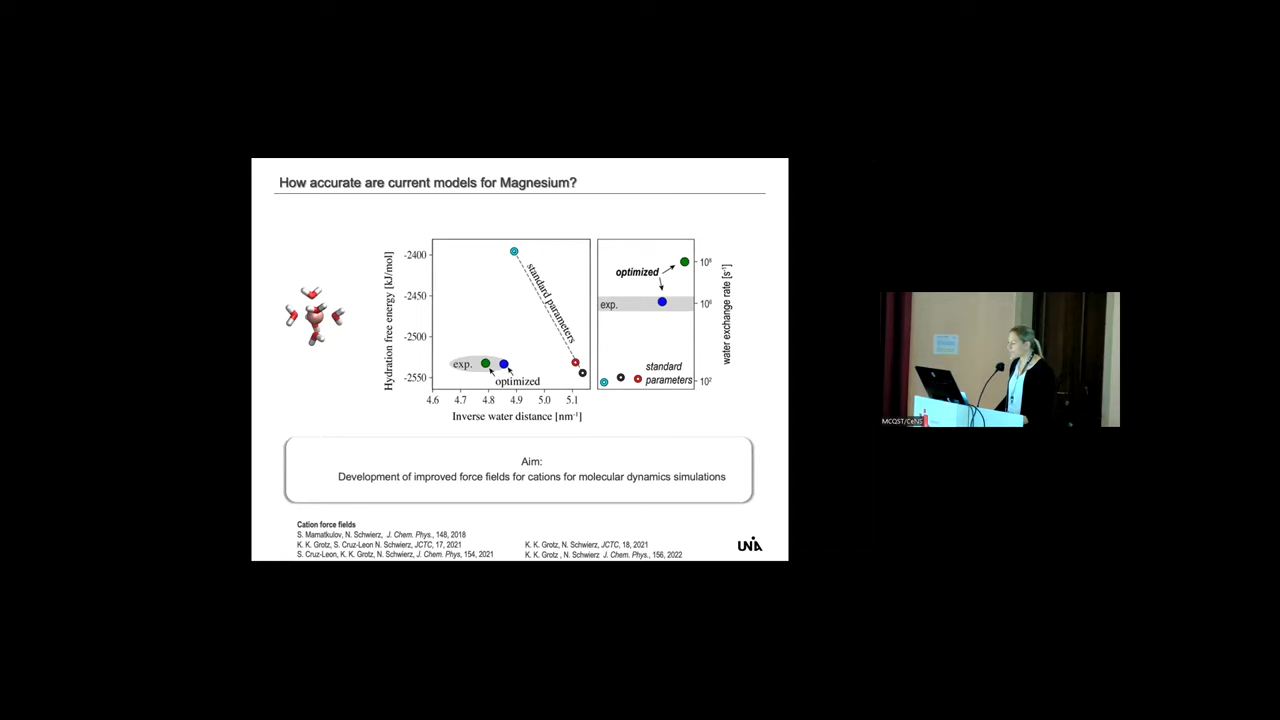 How accurate are current models for Magnesium?
Hydration free energy [kJ/mol]
-2400
-2450
-2500
-2550
standard parameters
exp.
optimized
4.6 4.7 4.8 4.9 5.0 5.1
Inverse water distance [nm⁻¹]
optimized
exp.
standard
parameters
10⁸
10⁶
10²
water exchange rate [s⁻¹]
Aim:
Development of improved force fields for cations for molecular dynamics simulations
Cation force fields
S. Mamatkulov, N. Schwierz, J. Chem. Phys., 148, 2018
K. K. Grotz, S. Cruz-Leon N. Schwierz, JCTC, 17, 2021
S. Cruz-Leon, K. K. Grotz, N. Schwierz, J. Chem. Phys, 154, 2021
K. K. Grotz, N. Schwierz, JCTC, 18, 2021
K. K. Grotz , N. Schwierz J. Chem. Phys., 156, 2022
UNIA
MCQST/CeNS